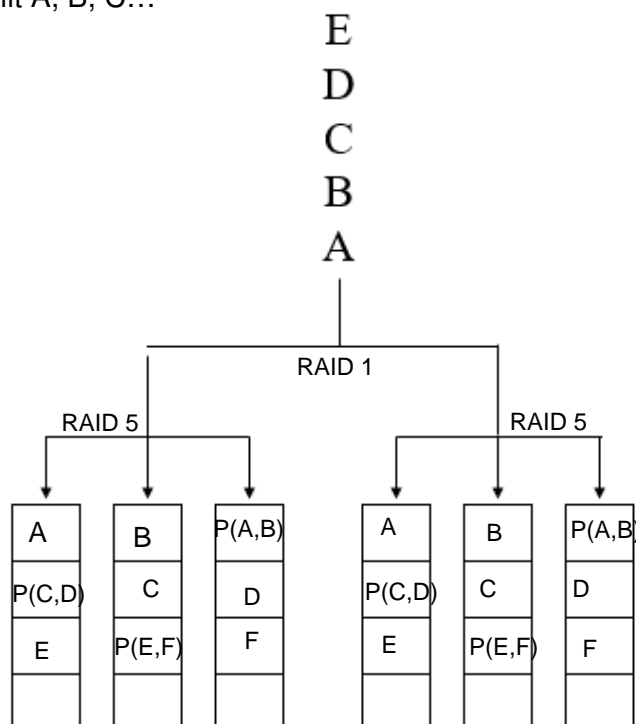 A, B, C…
E
D
C
B
A
RAID 1
RAID 5 RAID 5
A B P(A,B) A B P(A,B)
P(C,D) C D P(C,D) C D
E P(E,F) F E P(E,F) F